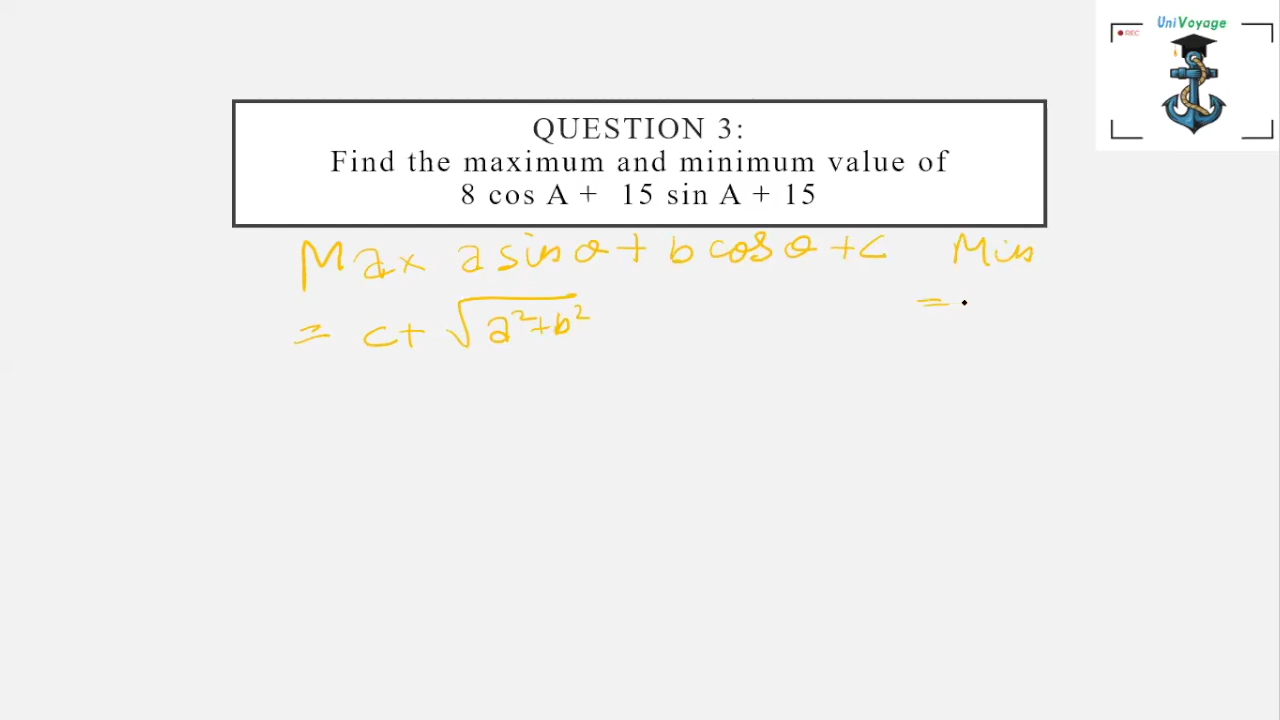 UniVoyage
REC
QUESTION 3:
Find the maximum and minimum value of
8 cos A + 15 sin A + 15
Max a sin θ + b cos θ + c Min
= c + √a²+b²
=